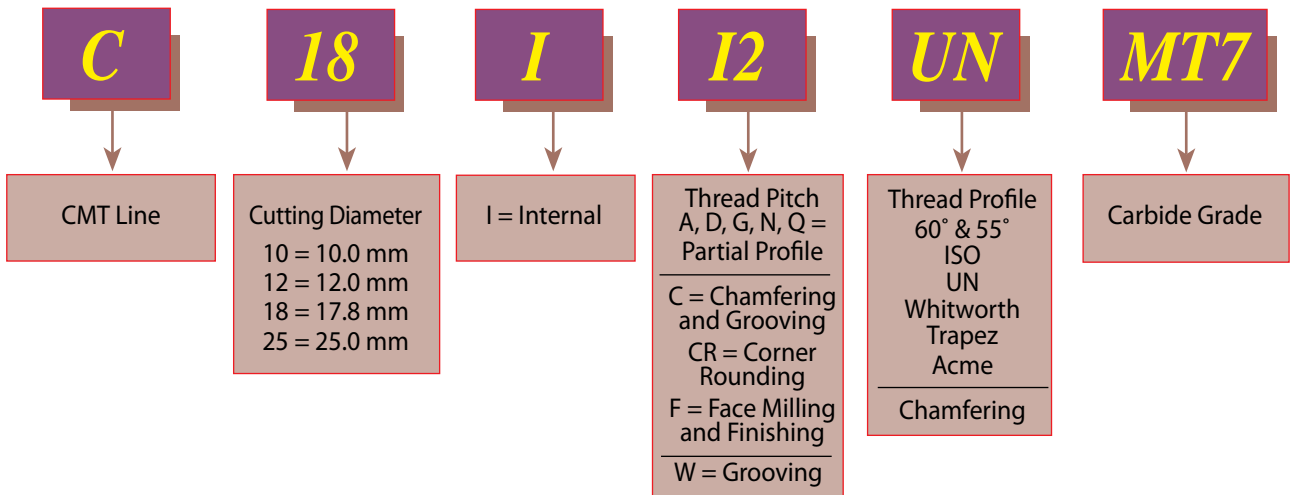 C 18 I I2 UN MT7
CMT Line
Cutting Diameter
10 = 10.0 mm
12 = 12.0 mm
18 = 17.8 mm
25 = 25.0 mm
I = Internal
Thread Pitch
A, D, G, N, Q =
Partial Profile
C = Chamfering
and Grooving
CR = Corner
Rounding
F = Face Milling
and Finishing
W = Grooving
Thread Profile
60° & 55°
ISO
UN
Whitworth
Trapez
Acme
Chamfering
Carbide Grade